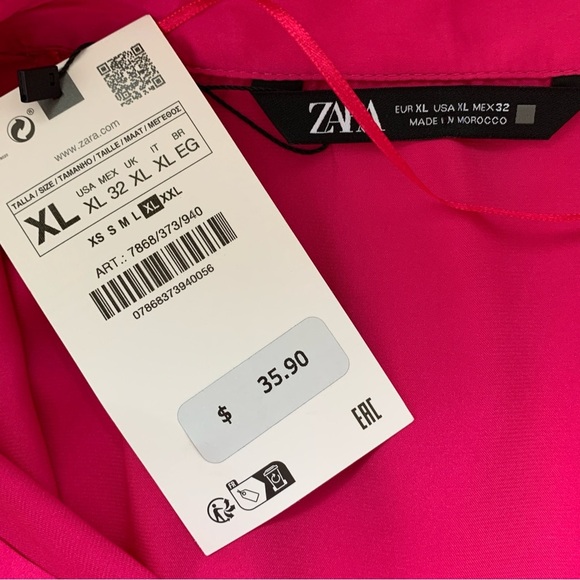 www.zara.com
TALLA / SIZE / TAMANHO / TAILLE / MAAT / ΜΕΓΕΘΟΣ
XL
USA MEX UK IT BR
XL 32 XL XL EG
XS S M L XL XXL
ART.: 7868/373/940
07868373940056
$ 35.90
EAC
FR
ZARA
EUR XL USA XL MEX 32
MADE IN MOROCCO